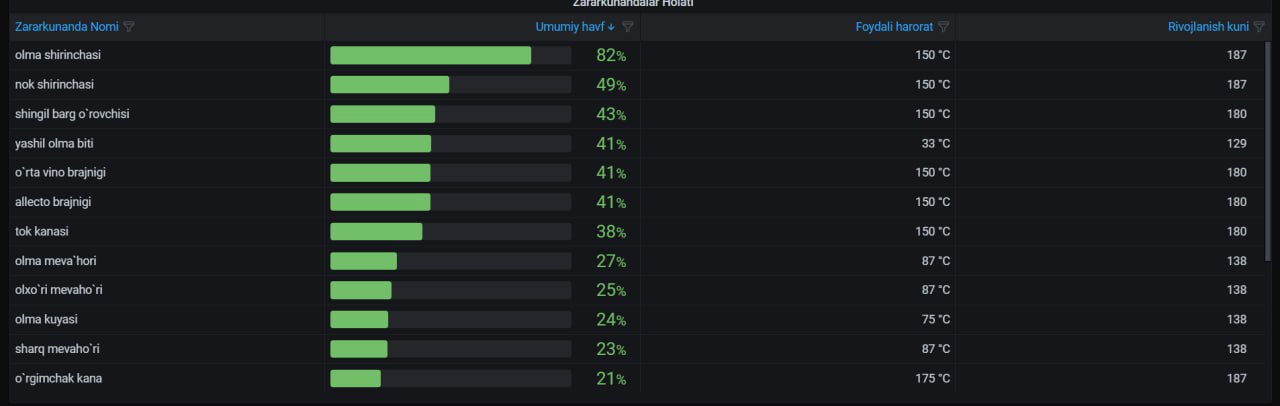 Zararkunandalar Holati
Zararkunanda Nomi Umumiy havf ↓ Foydali harorat Rivojlanish kuni
olma shirinchasi 82% 150 °C 187
nok shirinchasi 49% 150 °C 187
shingil barg o`rovchisi 43% 150 °C 180
yashil olma biti 41% 33 °C 129
o`rta vino brajnigi 41% 150 °C 180
allecto brajnigi 41% 150 °C 180
tok kanasi 38% 150 °C 180
olma meva`hori 27% 87 °C 138
olxo`ri mevaho`ri 25% 87 °C 138
olma kuyasi 24% 75 °C 138
sharq mevaho`ri 23% 87 °C 138
o`rgimchak kana 21% 175 °C 187